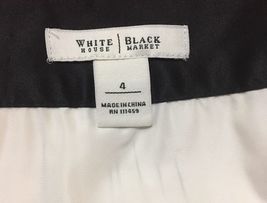 WHITE | BLACK
HOUSE | MARKET
4
MADE IN CHINA
RN 111459